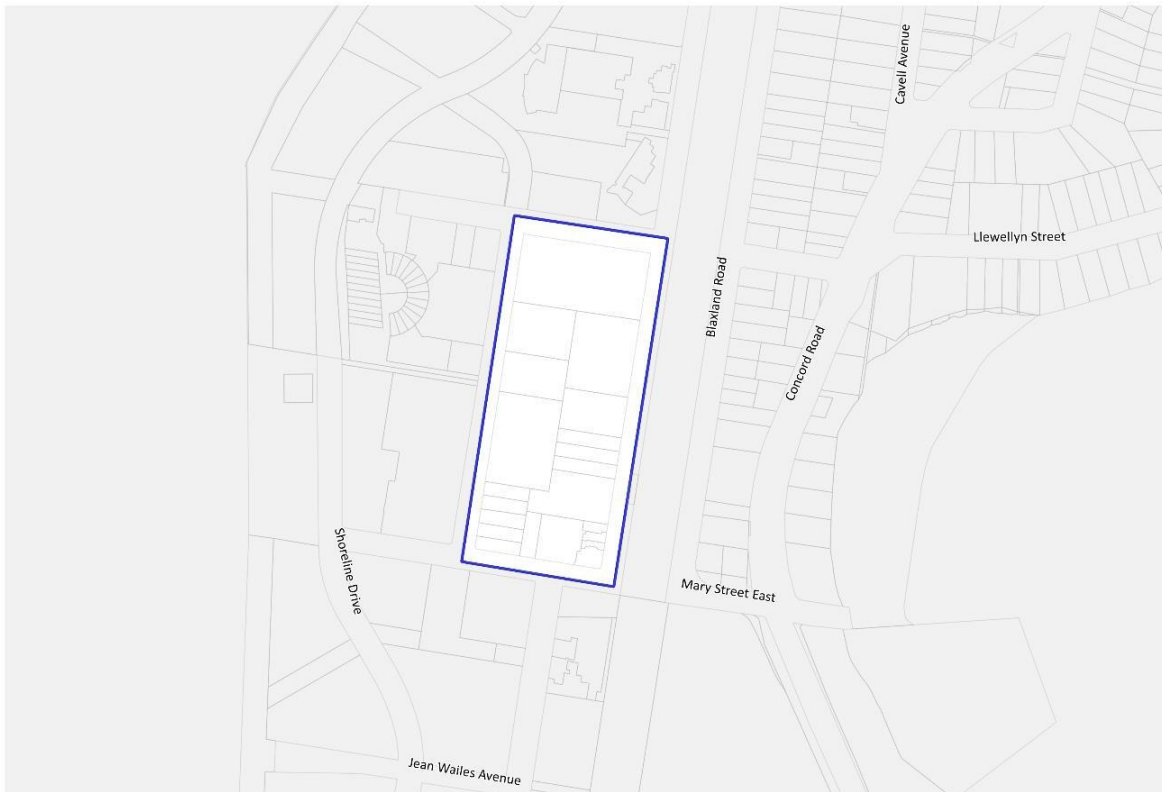 Cavell Avenue
Llewellyn Street
Blaxland Road
Concord Road
Shoreline Drive
Mary Street East
Jean Wailes Avenue